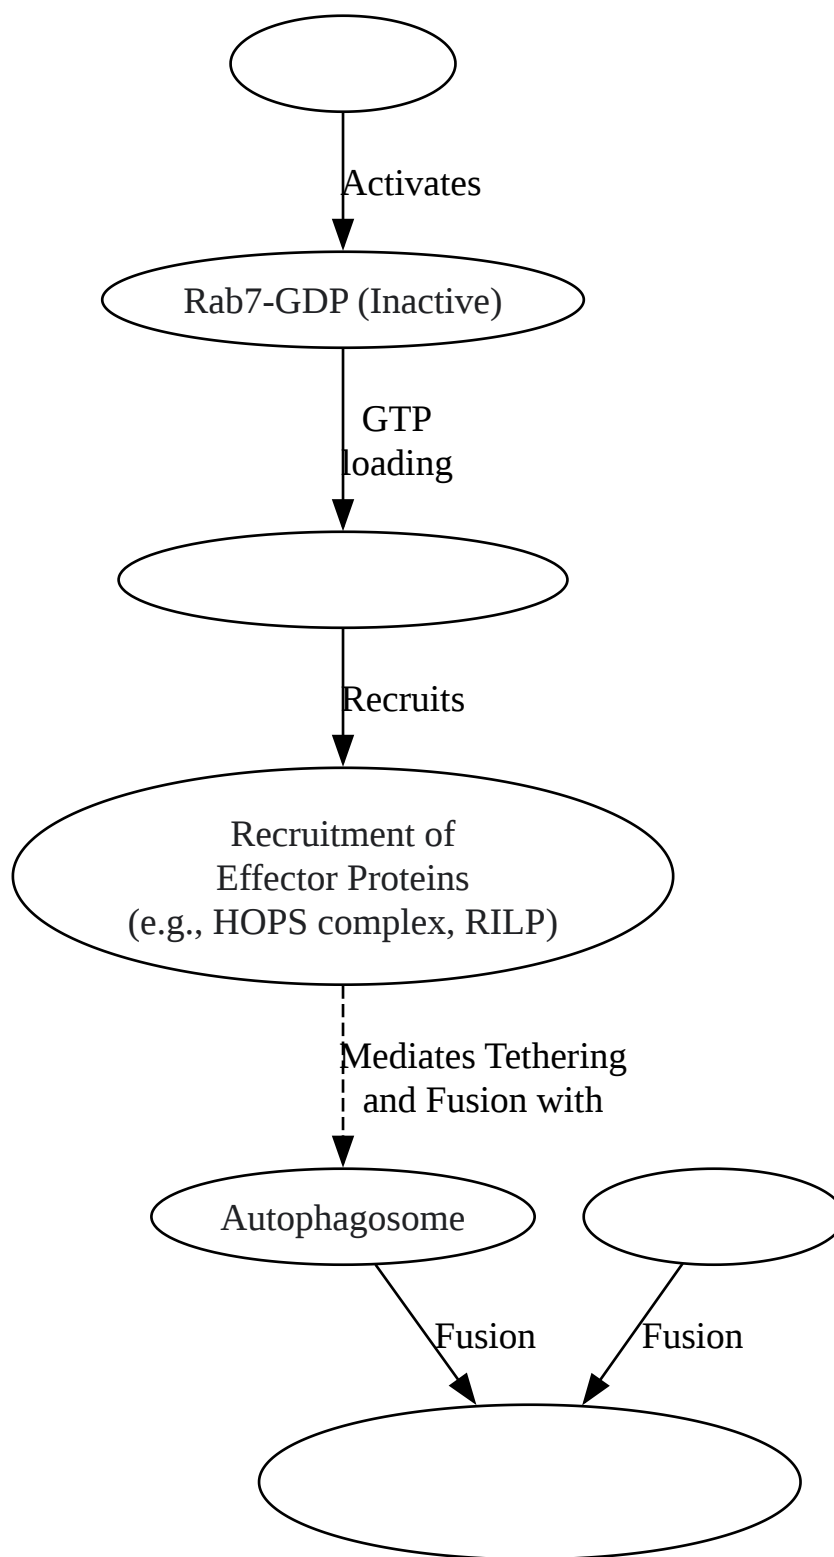 Activates
Rab7-GDP (Inactive)
GTP
loading
Recruits
Recruitment of
Effector Proteins
(e.g., HOPS complex, RILP)
Mediates Tethering
and Fusion with
Autophagosome
Fusion
Fusion